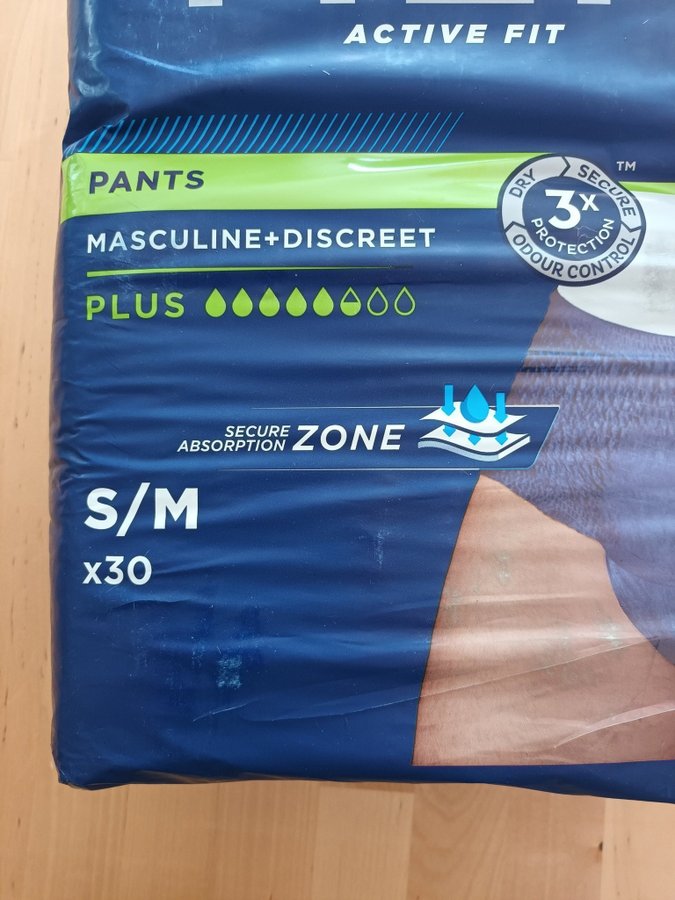 ACTIVE FIT
PANTS
MASCULINE+DISCREET
PLUS
DRY
SECURE
ODOUR CONTROL
3X
PROTECTION
TM
SECURE
ABSORPTION ZONE
S/M
x30